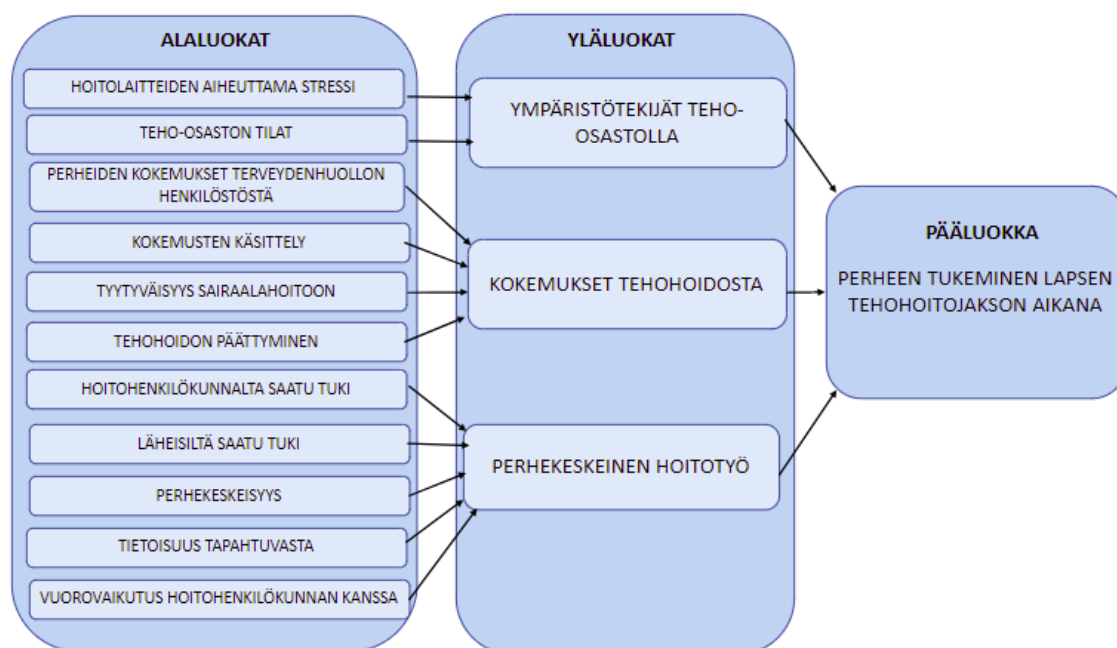 ALALUOKAT
HOITOLAITTEIDEN AIHEUTTAMA STRESSI
TEHO-OSASTON TILAT
PERHEIDEN KOKEMUKSET TERVEYDENHUOLLON
HENKILÖSTÖSTÄ
KOKEMUSTEN KÄSITTELY
TYYTYVÄISYYS SAIRAALAHOITOON
TEHOHOIDON PÄÄTTYMINEN
HOITOHENKILÖKUNNALTA SAATU TUKI
LÄHEISILTÄ SAATU TUKI
PERHEKESKEISYYS
TIETOISUUS TAPAHTUVASTA
VUOROVAIKUTUS HOITOHENKILÖKUNNAN KANSSA
YLÄLUOKAT
YMPÄRISTÖTEKIJÄT TEHO-
OSASTOLLA
KOKEMUKSET TEHOHOIDOSTA
PERHEKESKEINEN HOITOTYÖ
PÄÄLUOKKA
PERHEEN TUKEMINEN LAPSEN
TEHOHOITOJAKSON AIKANA